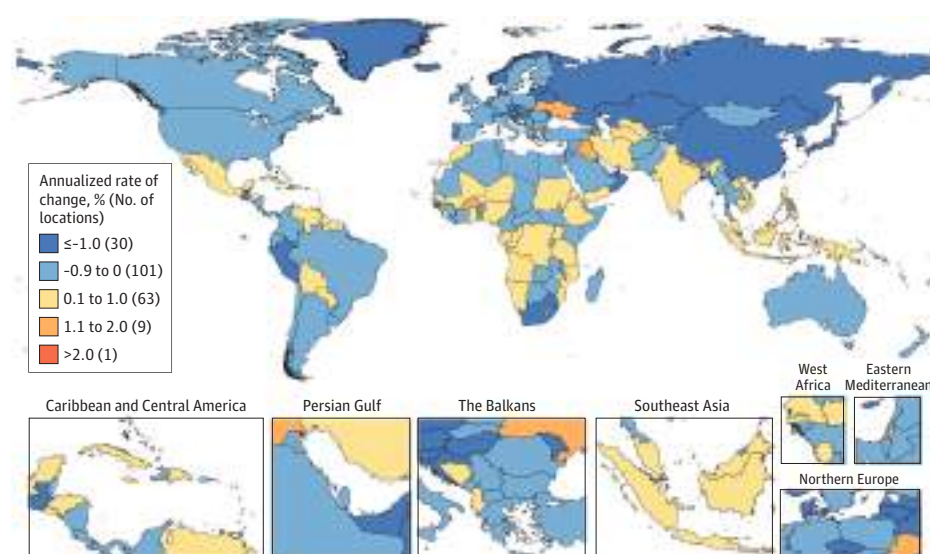 Annualized rate of
change, % (No. of
locations)
≤-1.0 (30)
-0.9 to 0 (101)
0.1 to 1.0 (63)
1.1 to 2.0 (9)
>2.0 (1)
Caribbean and Central America
Persian Gulf
The Balkans
Southeast Asia
West
Africa
Eastern
Mediterranean
Northern Europe